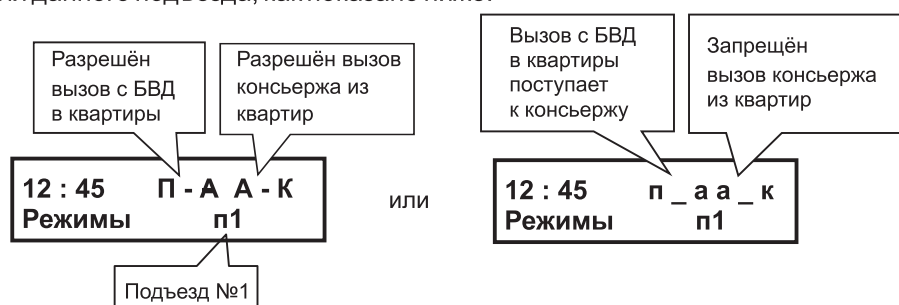 Разрешён
вызов с БВД
в квартиры
Разрешён вызов
консьержа из
квартир
12 : 45 П - А А - К
Режимы п1
Подъезд №1
или
Вызов с БВД
в квартиры
поступает
к консьержу
Запрещён
вызов консьержа
из квартир
12 : 45 п _ а а _ к
Режимы п1